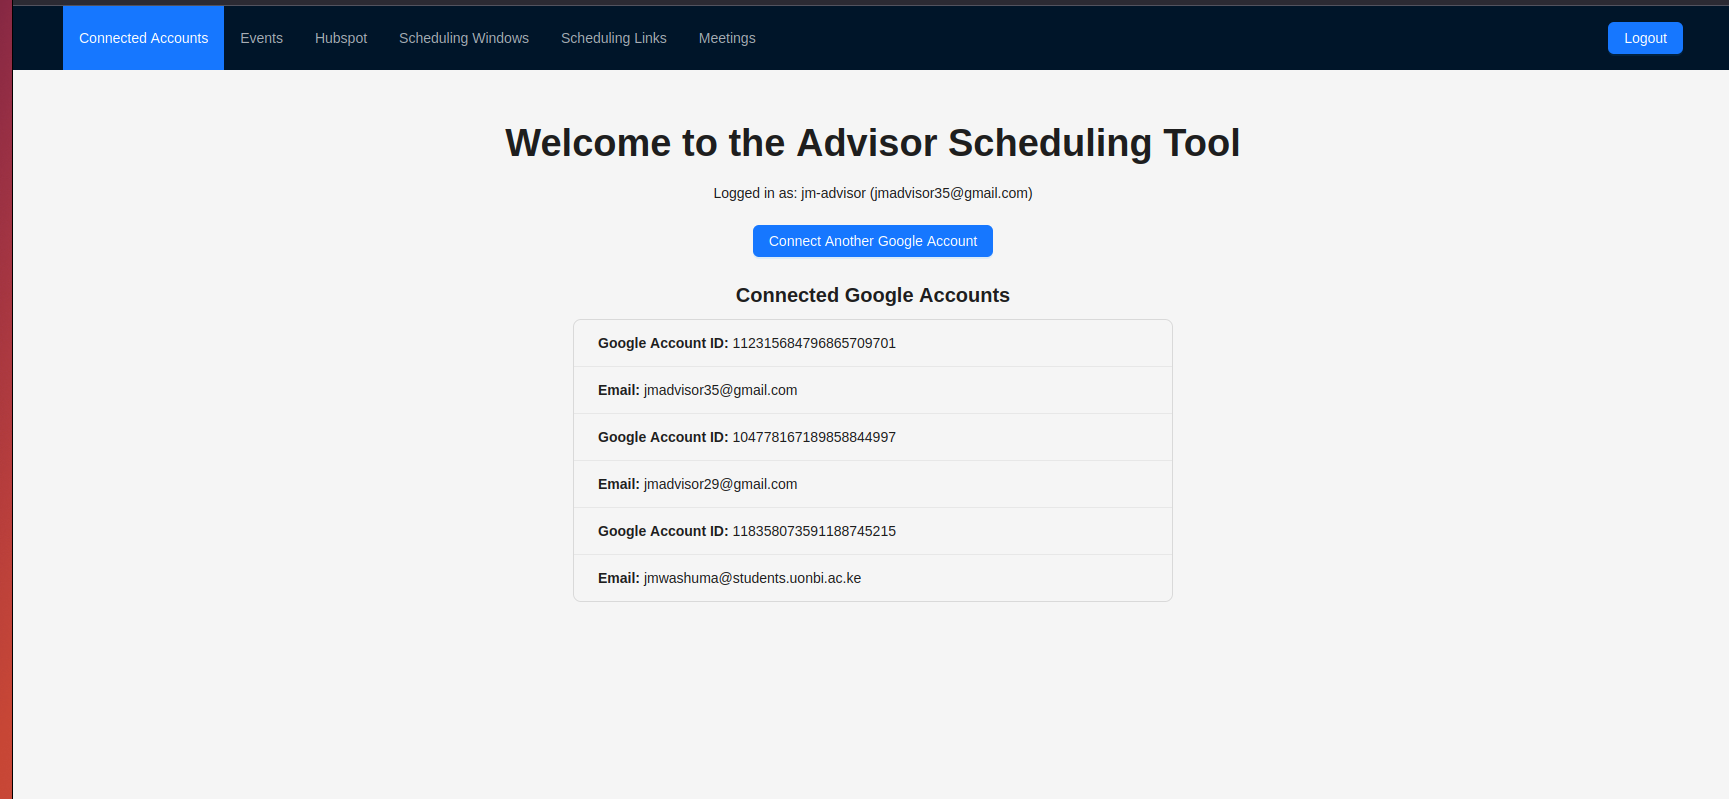 Connected Accounts Events Hubspot Scheduling Windows Scheduling Links Meetings Logout
Welcome to the Advisor Scheduling Tool
Logged in as: jm-advisor (jmadvisor35@gmail.com)
Connect Another Google Account
Connected Google Accounts
Google Account ID: 112315684796865709701
Email: jmadvisor35@gmail.com
Google Account ID: 104778167189858844997
Email: jmadvisor29@gmail.com
Google Account ID: 118358073591188745215
Email: jmwashuma@students.uonbi.ac.ke